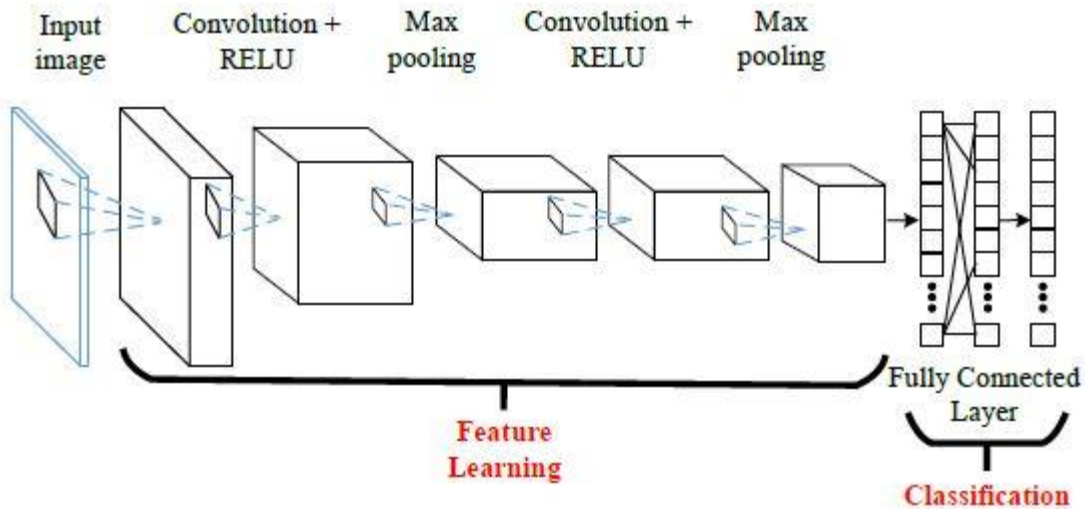 Input
image
Convolution +
RELU
Max
pooling
Convolution +
RELU
Max
pooling
Fully Connected
Layer
Feature
Learning
Classification